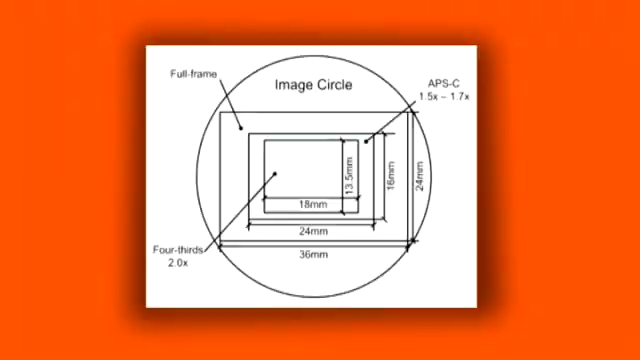 Full-frame
Image Circle
APS-C
1.5x – 1.7x
13.5mm
16mm
24mm
18mm
24mm
Four-thirds
2.0x
36mm